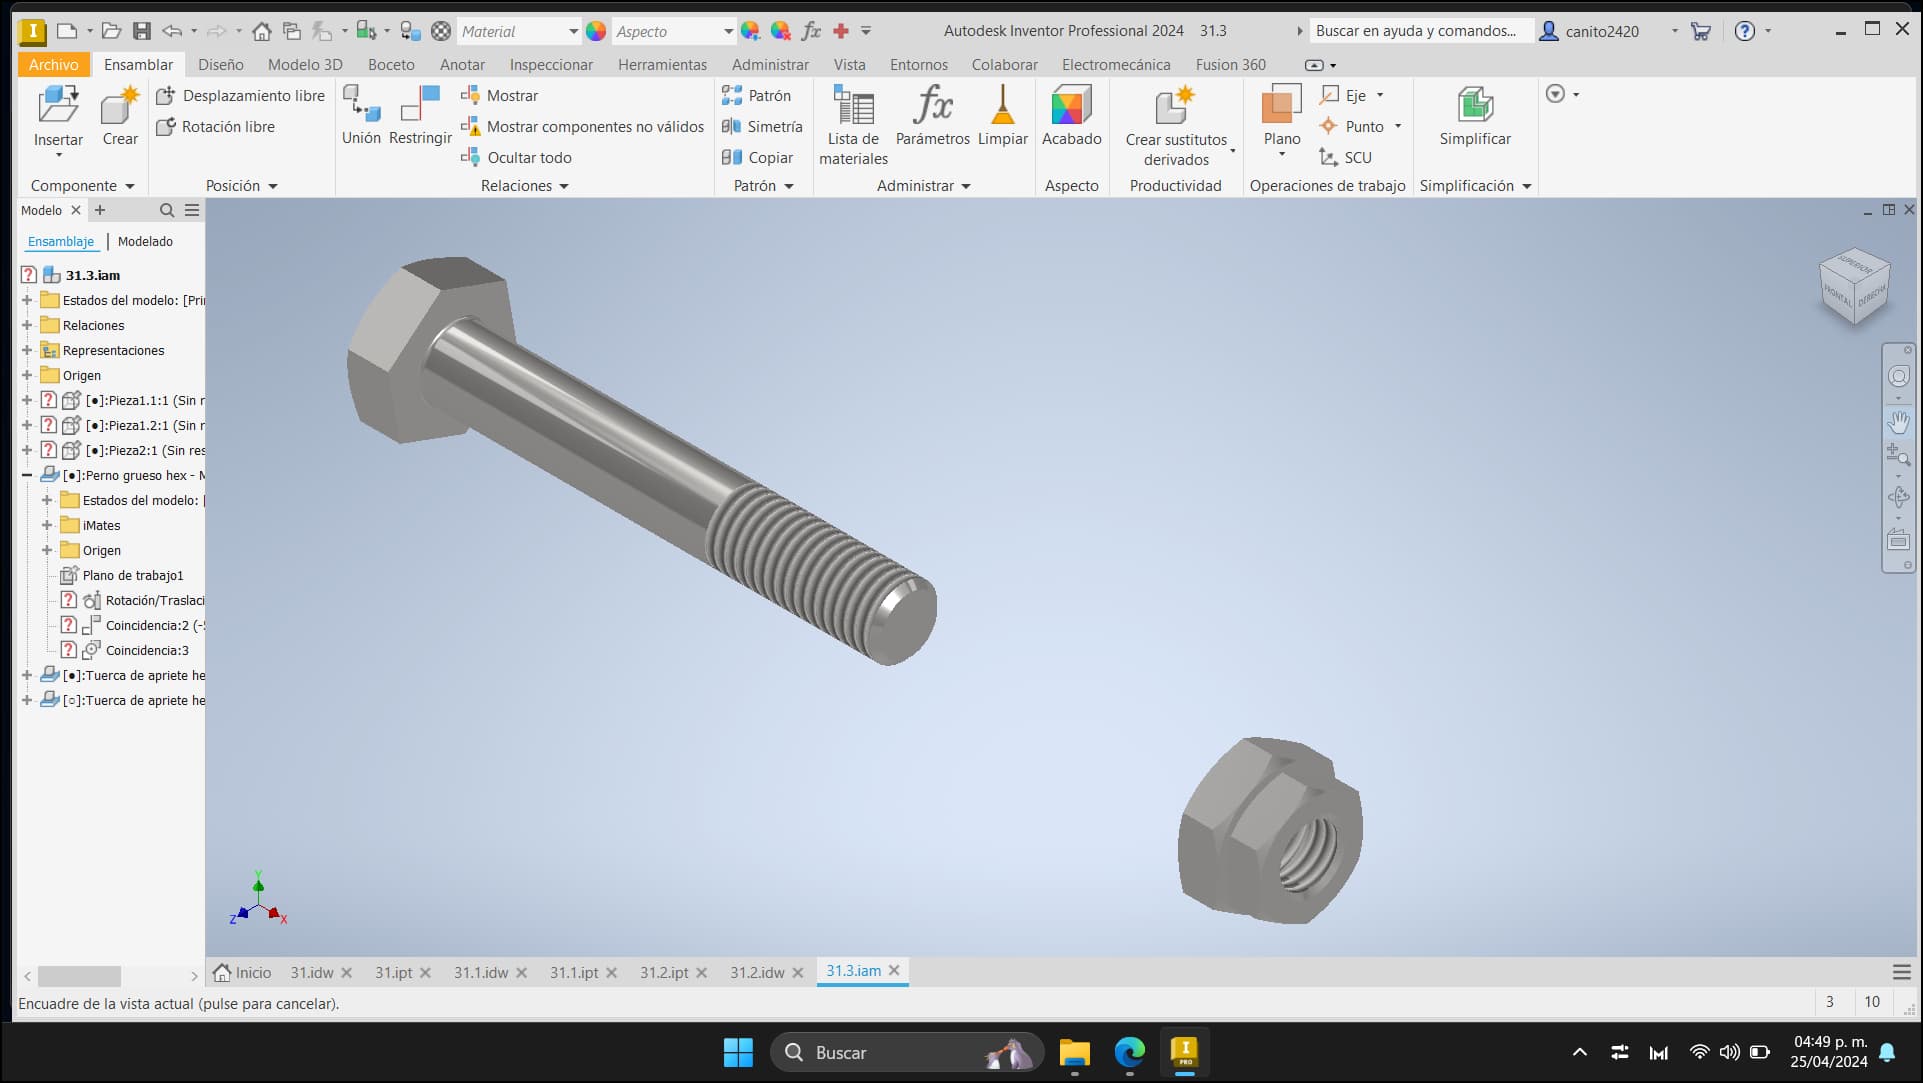 Material
Aspecto
Autodesk Inventor Professional 2024 31.3
Buscar en ayuda y comandos...
canito2420
Archivo Ensamblar Diseño Modelo 3D Boceto Anotar Inspeccionar Herramientas Administrar Vista Entornos Colaborar Electromecánica Fusion 360
Insertar
Crear
Desplazamiento libre
Rotación libre
Unión
Restringir
Mostrar
Mostrar componentes no válidos
Ocultar todo
Patrón
Simetría
Copiar
Lista de
materiales
Parámetros
Limpiar
Acabado
Crear sustitutos
derivados
Plano
Eje
Punto
SCU
Simplificar
Componente Posición Relaciones Patrón Administrar Aspecto Productividad Operaciones de trabajo Simplificación
Modelo
Ensamblaje Modelado
31.3.iam
Estados del modelo: [Pri
Relaciones
Representaciones
Origen
[●]:Pieza1.1:1 (Sin r
[●]:Pieza1.2:1 (Sin r
[●]:Pieza2:1 (Sin res
[●]:Perno grueso hex - M
Estados del modelo: [
iMates
Origen
Plano de trabajo1
Rotación/Traslaci
Coincidencia:2 (-5
Coincidencia:3
[●]:Tuerca de apriete he
[○]:Tuerca de apriete he
SUPERIOR
FRONTAL
DERECHA
Y
Z
X
Inicio 31.idw 31.ipt 31.1.idw 31.1.ipt 31.2.ipt 31.2.idw 31.3.iam
Encuadre de la vista actual (pulse para cancelar).
3 10
Buscar
I
PRO
04:49 p. m.
25/04/2024